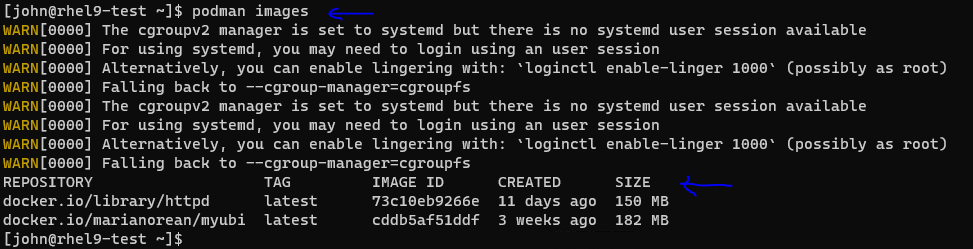 [john@rhel9-test ~]$ podman images
WARN[0000] The cgroupv2 manager is set to systemd but there is no systemd user session available
WARN[0000] For using systemd, you may need to login using an user session
WARN[0000] Alternatively, you can enable lingering with: `loginctl enable-linger 1000` (possibly as root)
WARN[0000] Falling back to --cgroup-manager=cgroupfs
WARN[0000] The cgroupv2 manager is set to systemd but there is no systemd user session available
WARN[0000] For using systemd, you may need to login using an user session
WARN[0000] Alternatively, you can enable lingering with: `loginctl enable-linger 1000` (possibly as root)
WARN[0000] Falling back to --cgroup-manager=cgroupfs
REPOSITORY                   TAG         IMAGE ID      CREATED      SIZE
docker.io/library/httpd      latest      73c10eb9266e  11 days ago  150 MB
docker.io/marianorean/myubi  latest      cddb5af51ddf  3 weeks ago  182 MB
[john@rhel9-test ~]$